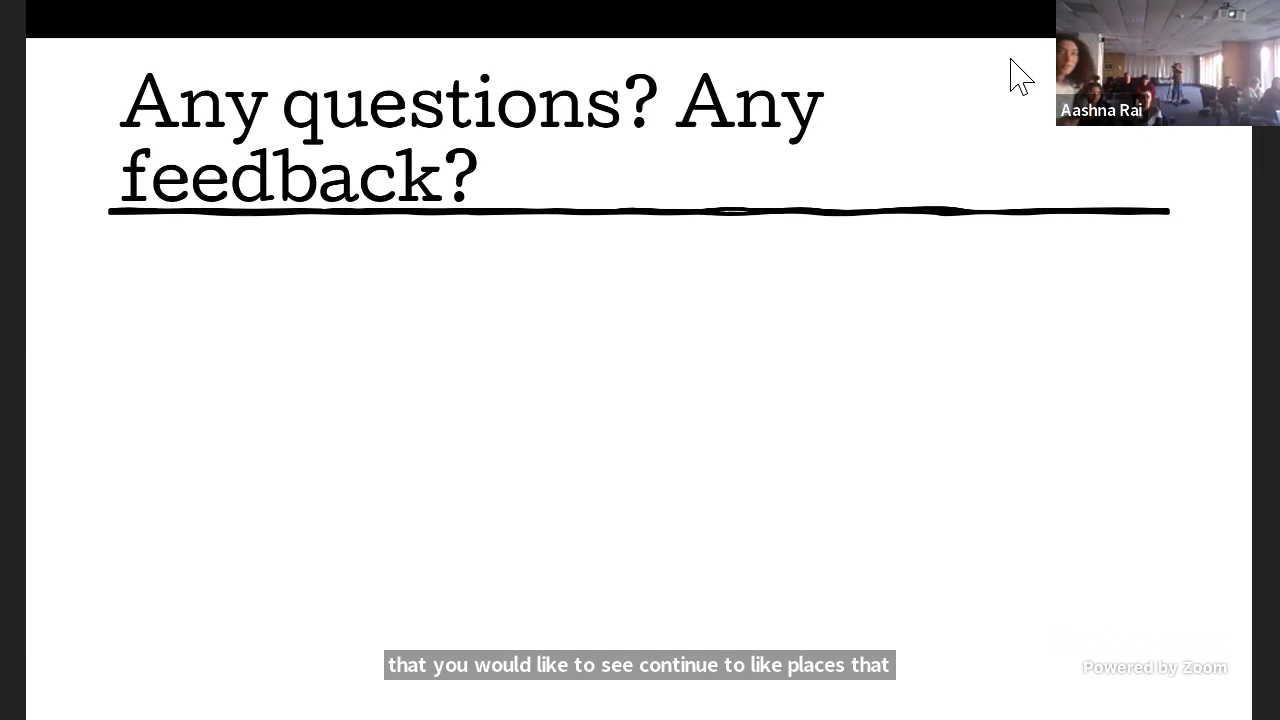 Any questions? Any
feedback?
Aashna Rai
that you would like to see continue to like places that
Powered by Zoom